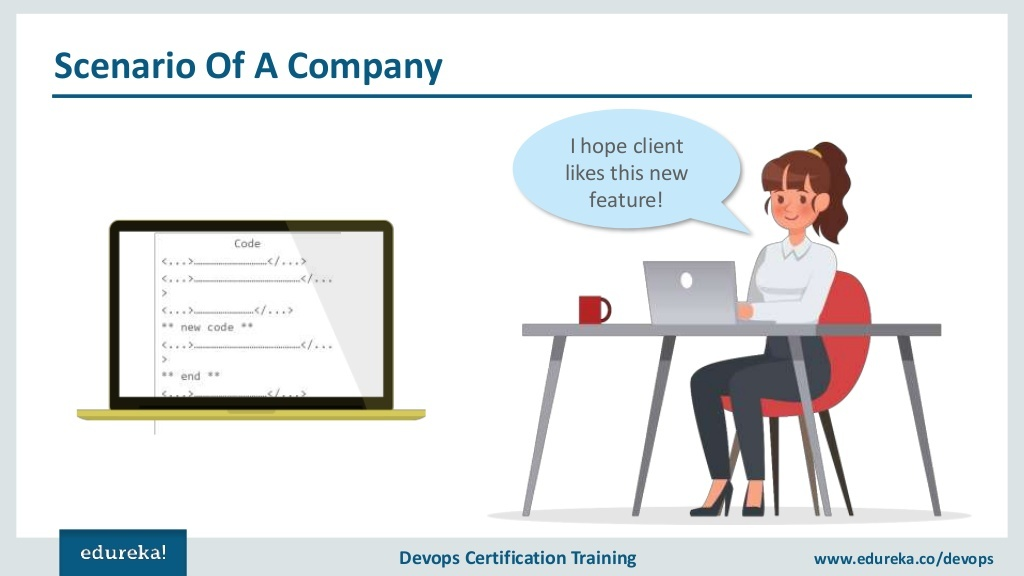 Scenario Of A Company
I hope client
likes this new
feature!
Code
<...>……………………………</...>
<...>…………………………………………</...
>
<...>………………………</...>
** new code **
<...>…………………………………………</...
>
** end **
<...>……………………………</...>
edureka!
Devops Certification Training
www.edureka.co/devops